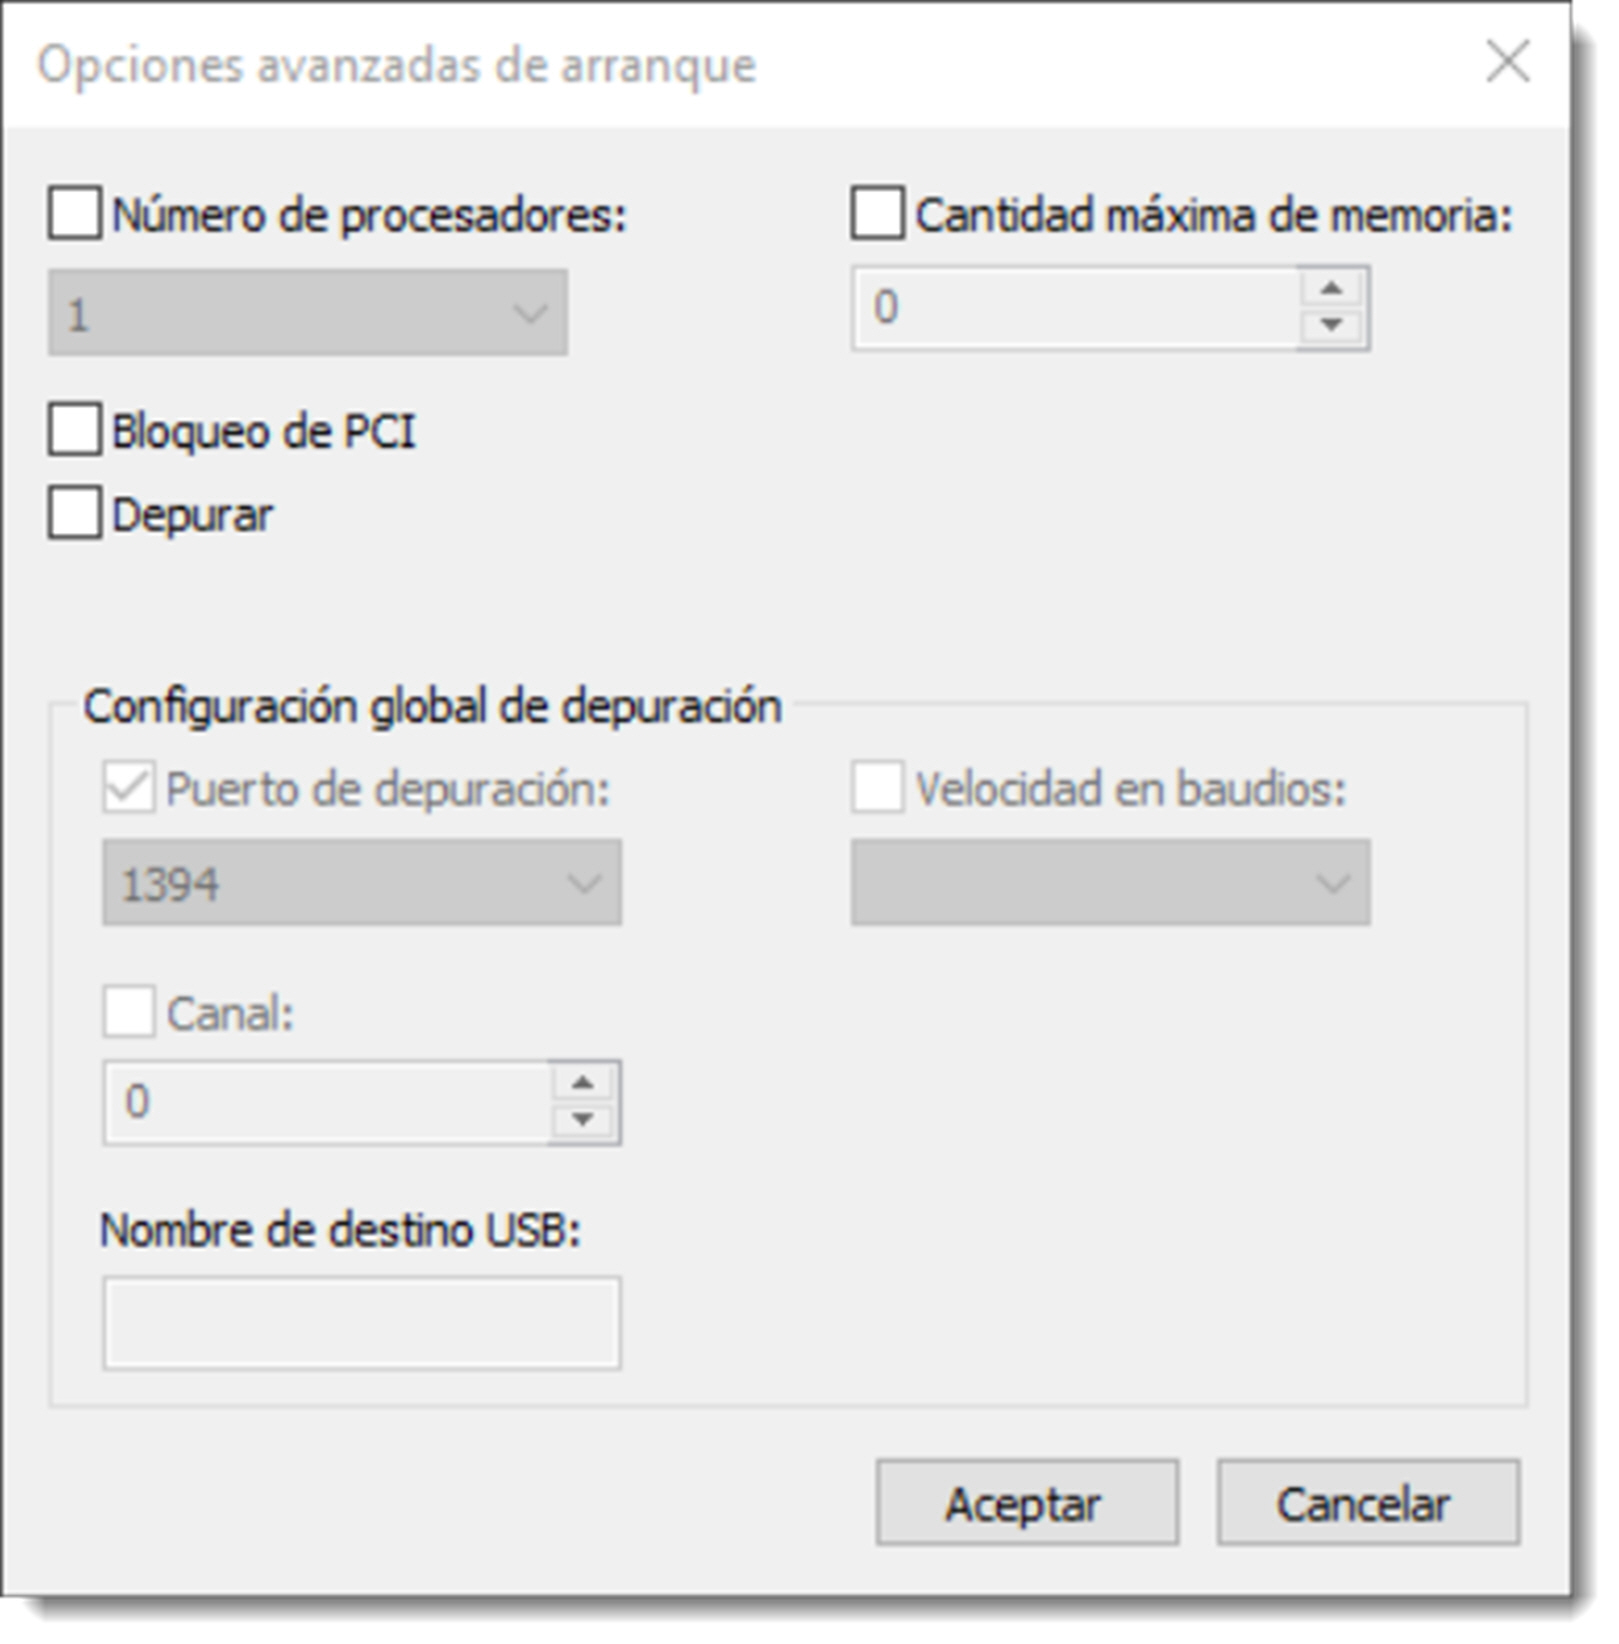 Opciones avanzadas de arranque
Número de procesadores: Cantidad máxima de memoria:
1 0
Bloqueo de PCI
Depurar
Configuración global de depuración
Puerto de depuración: Velocidad en baudios:
1394
Canal:
0
Nombre de destino USB:
Aceptar Cancelar